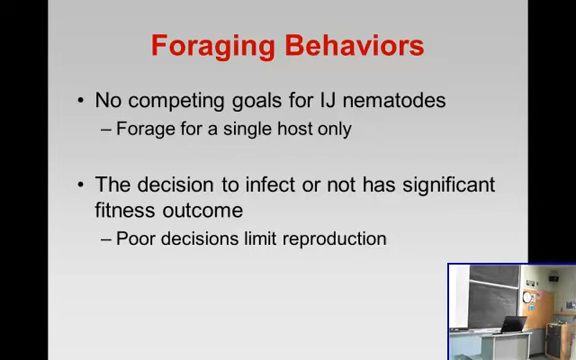 Foraging Behaviors
• No competing goals for IJ nematodes
– Forage for a single host only
• The decision to infect or not has significant
fitness outcome
– Poor decisions limit reproduction